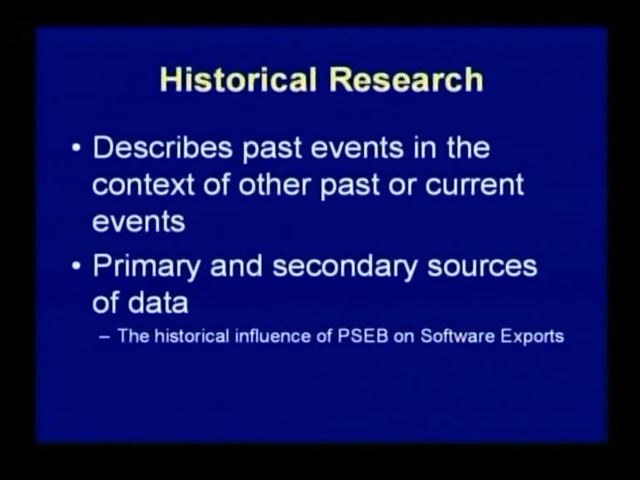 Historical Research
• Describes past events in the
context of other past or current
events
• Primary and secondary sources
of data
– The historical influence of PSEB on Software Exports